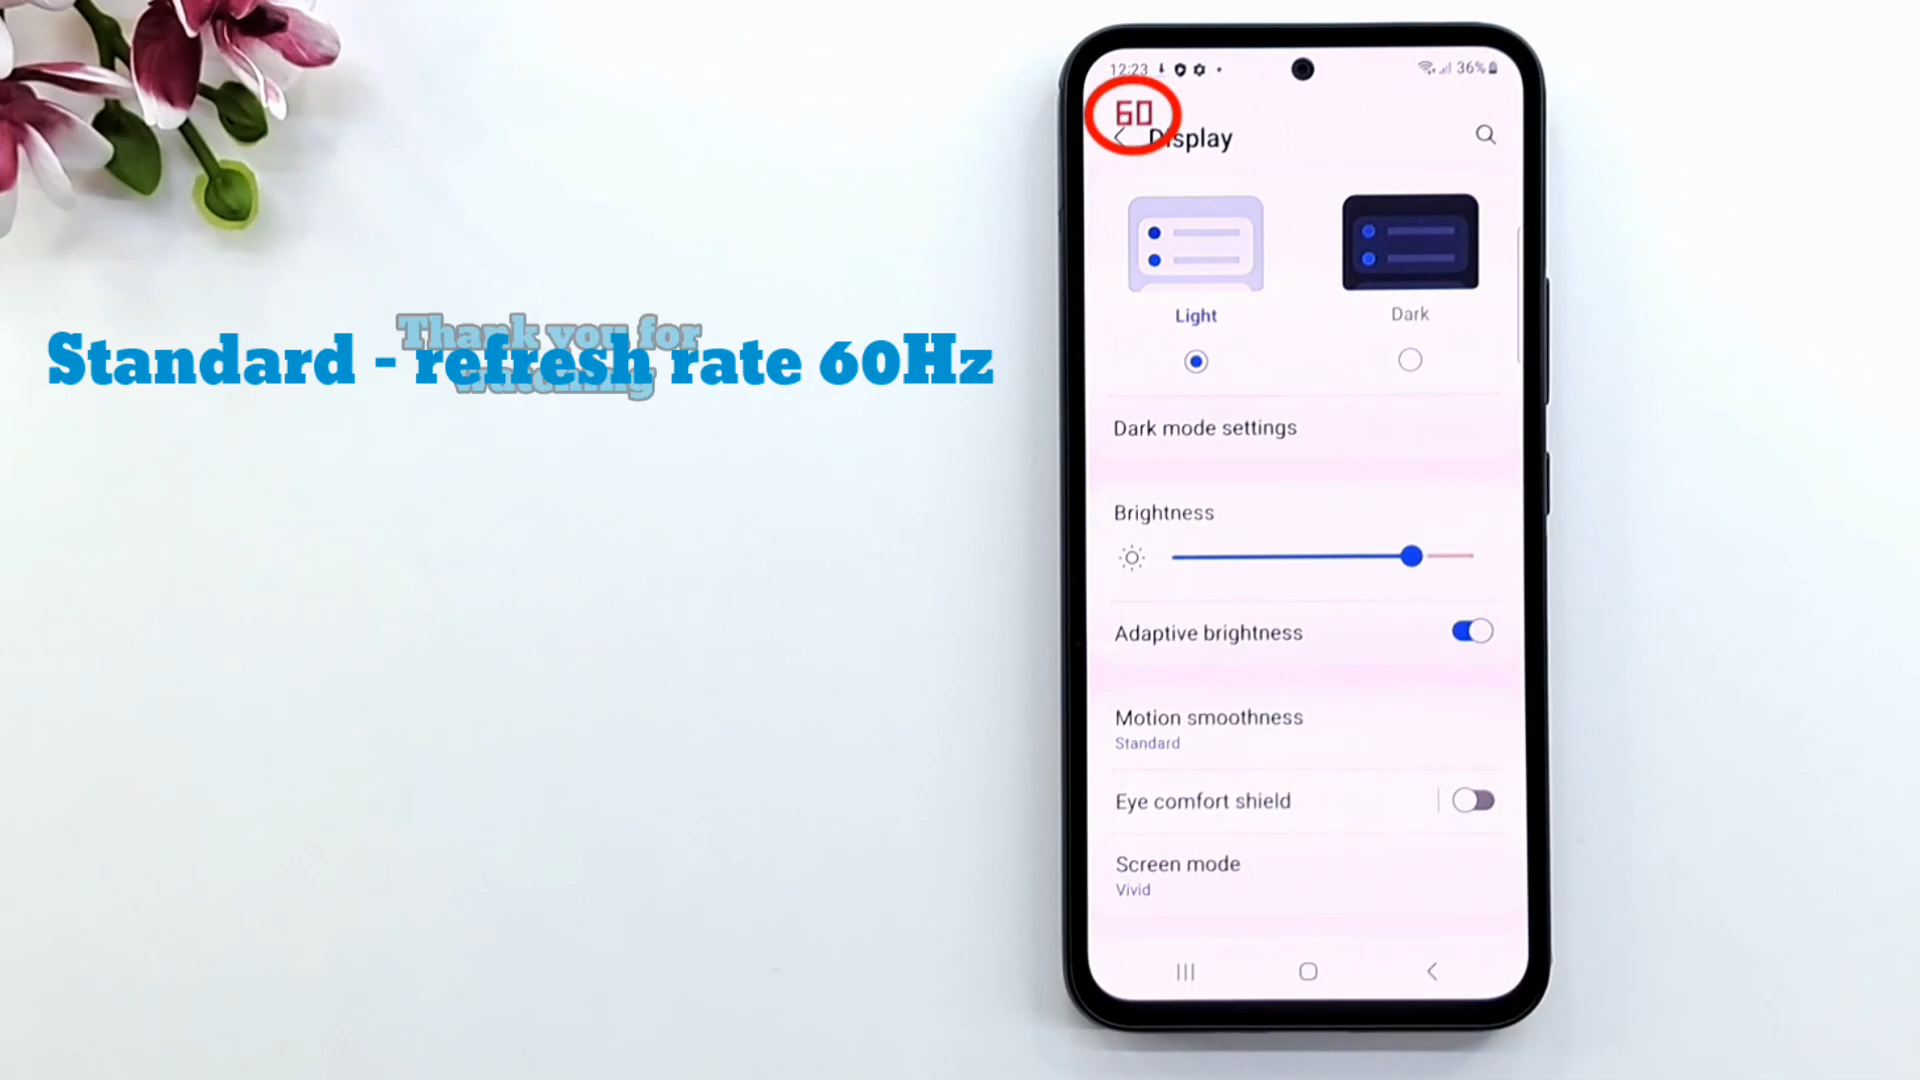 Standard - refresh rate 60Hz
Thank you for
watching
12:23
36%
60
Display
Light
Dark
Dark mode settings
Brightness
Adaptive brightness
Motion smoothness
Standard
Eye comfort shield
Screen mode
Vivid